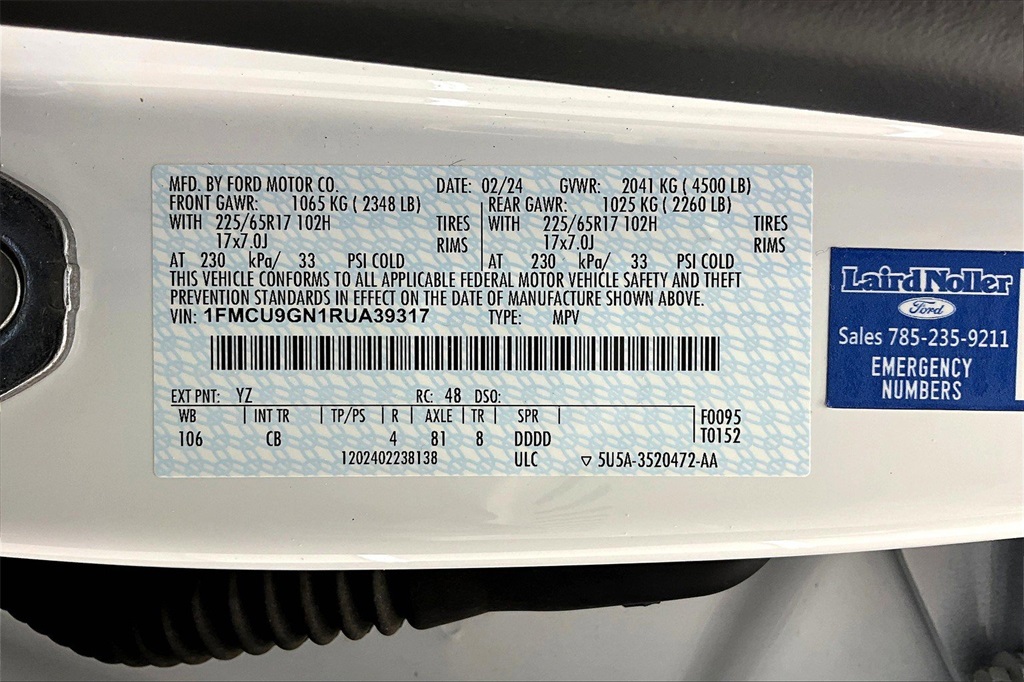 MFD. BY FORD MOTOR CO. DATE: 02/24 GVWR: 2041 KG ( 4500 LB)
FRONT GAWR: 1065 KG ( 2348 LB) REAR GAWR: 1025 KG ( 2260 LB)
WITH 225/65R17 102H TIRES WITH 225/65R17 102H TIRES
17x7.0J RIMS 17x7.0J RIMS
AT 230 kPa/ 33 PSI COLD AT 230 kPa/ 33 PSI COLD
THIS VEHICLE CONFORMS TO ALL APPLICABLE FEDERAL MOTOR VEHICLE SAFETY AND THEFT
PREVENTION STANDARDS IN EFFECT ON THE DATE OF MANUFACTURE SHOWN ABOVE.
VIN: 1FMCU9GN1RUA39317 TYPE: MPV
EXT PNT: YZ RC: 48 DSO:
WB INT TR TP/PS R AXLE TR SPR F0095
106 CB 4 81 8 DDDD T0152
1202402238138 ULC ▽ 5U5A-3520472-AA
Laird Noller
Ford
Sales 785-235-9211
EMERGENCY
NUMBERS